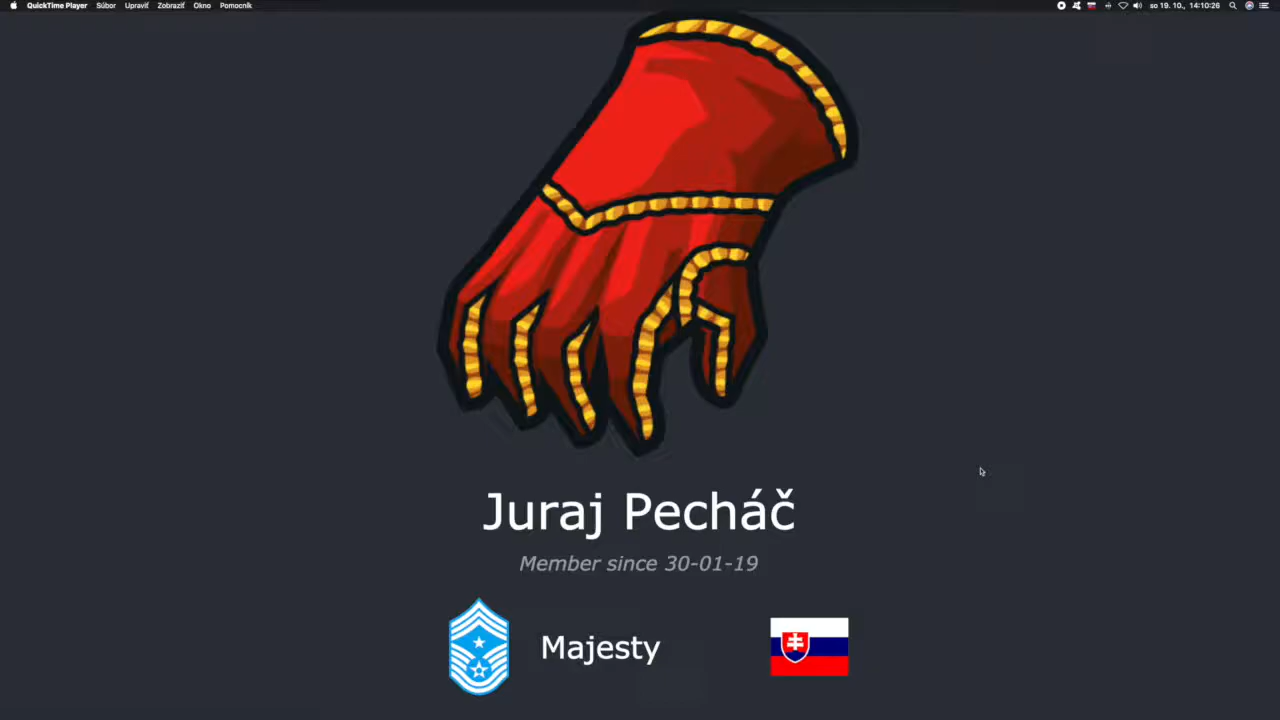 QuickTime Player Súbor Upraviť Zobraziť Okno Pomocník so 19. 10., 14:10:26
Juraj Pecháč
Member since 30-01-19
Majesty